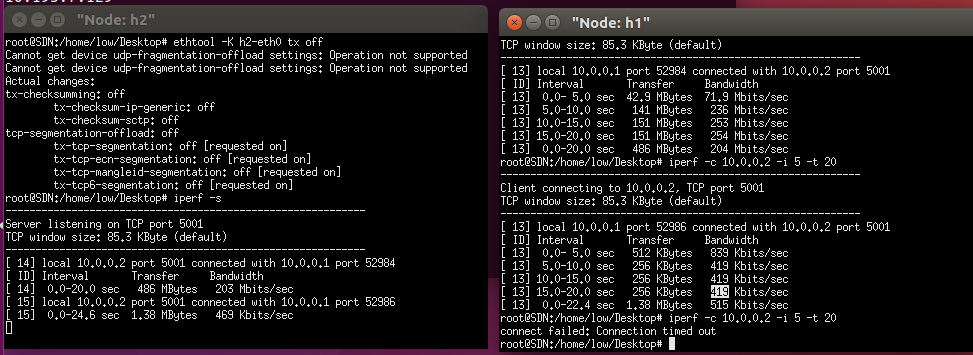 "Node: h2"
root@SDN:/home/low/Desktop# ethtool -K h2-eth0 tx off
Cannot get device udp-fragmentation-offload settings: Operation not supported
Cannot get device udp-fragmentation-offload settings: Operation not supported
Actual changes:
tx-checksumming: off
tx-checksum-ip-generic: off
tx-checksum-sctp: off
tcp-segmentation-offload: off
tx-tcp-segmentation: off [requested on]
tx-tcp-ecn-segmentation: off [requested on]
tx-tcp-mangleid-segmentation: off [requested on]
tx-tcp6-segmentation: off [requested on]
root@SDN:/home/low/Desktop# iperf -s
------------------------------------------------------------
Server listening on TCP port 5001
TCP window size: 85.3 KByte (default)
------------------------------------------------------------
[ 14] local 10.0.0.2 port 5001 connected with 10.0.0.1 port 52984
[ ID] Interval Transfer Bandwidth
[ 14] 0.0-20.0 sec 486 MBytes 203 Mbits/sec
[ 15] local 10.0.0.2 port 5001 connected with 10.0.0.1 port 52986
[ 15] 0.0-24.6 sec 1.38 MBytes 469 Kbits/sec
"Node: h1"
TCP window size: 85.3 KByte (default)
------------------------------------------------------------
[ 13] local 10.0.0.1 port 52984 connected with 10.0.0.2 port 5001
[ ID] Interval Transfer Bandwidth
[ 13] 0.0- 5.0 sec 42.9 MBytes 71.9 Mbits/sec
[ 13] 5.0-10.0 sec 141 MBytes 236 Mbits/sec
[ 13] 10.0-15.0 sec 151 MBytes 253 Mbits/sec
[ 13] 15.0-20.0 sec 151 MBytes 254 Mbits/sec
[ 13] 0.0-20.0 sec 486 MBytes 204 Mbits/sec
root@SDN:/home/low/Desktop# iperf -c 10.0.0.2 -i 5 -t 20
------------------------------------------------------------
Client connecting to 10.0.0.2, TCP port 5001
TCP window size: 85.3 KByte (default)
------------------------------------------------------------
[ 13] local 10.0.0.1 port 52986 connected with 10.0.0.2 port 5001
[ ID] Interval Transfer Bandwidth
[ 13] 0.0- 5.0 sec 512 KBytes 839 Kbits/sec
[ 13] 5.0-10.0 sec 256 KBytes 419 Kbits/sec
[ 13] 10.0-15.0 sec 256 KBytes 419 Kbits/sec
[ 13] 15.0-20.0 sec 256 KBytes 419 Kbits/sec
[ 13] 0.0-22.4 sec 1.38 MBytes 515 Kbits/sec
root@SDN:/home/low/Desktop# iperf -c 10.0.0.2 -i 5 -t 20
connect failed: Connection timed out
root@SDN:/home/low/Desktop#